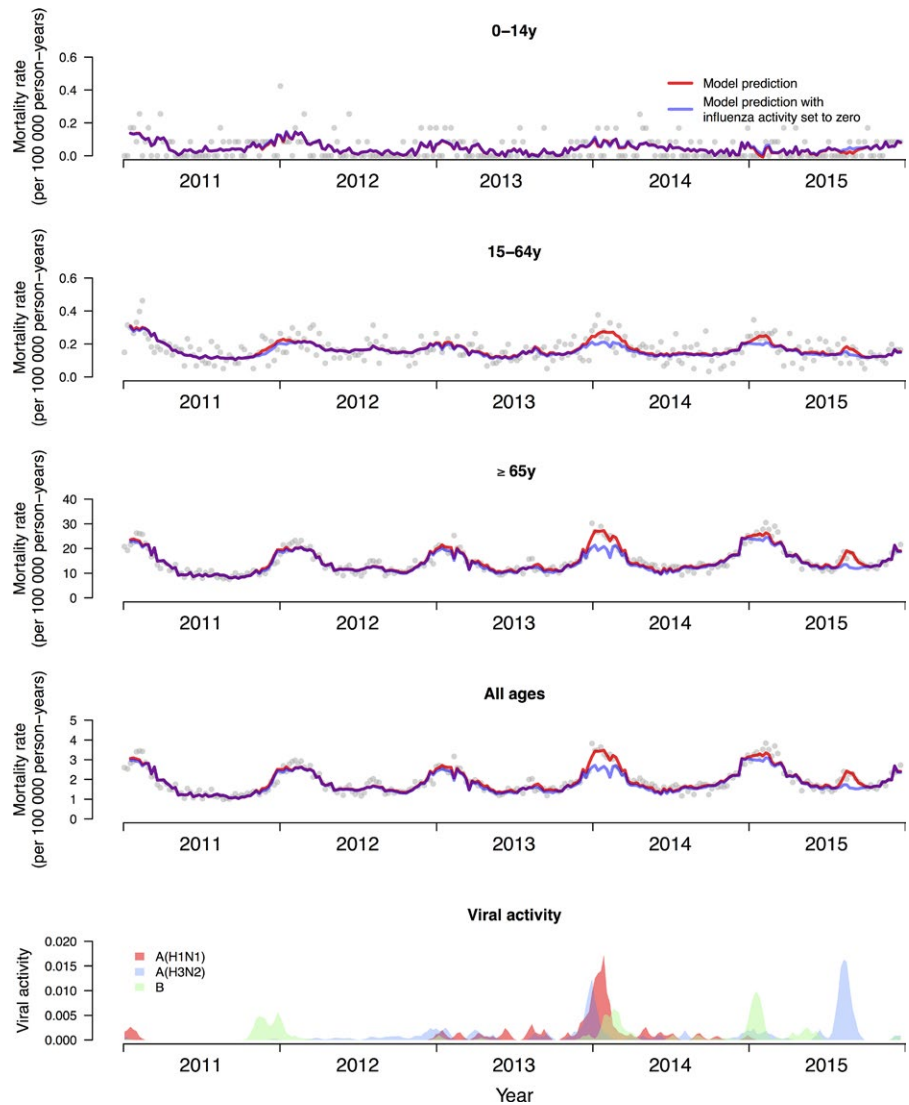 0−14y
Mortality rate
(per 100 000 person−years)
0.6
0.4
0.2
0.0
Model prediction
Model prediction with
influenza activity set to zero
2011 2012 2013 2014 2015
15−64y
Mortality rate
(per 100 000 person−years)
0.6
0.4
0.2
0.0
2011 2012 2013 2014 2015
≥ 65y
Mortality rate
(per 100 000 person−years)
40
30
20
10
0
2011 2012 2013 2014 2015
All ages
Mortality rate
(per 100 000 person−years)
5
4
3
2
1
0
2011 2012 2013 2014 2015
Viral activity
Viral activity
0.020
0.015
0.010
0.005
0.000
A(H1N1)
A(H3N2)
B
2011 2012 2013 2014 2015
Year